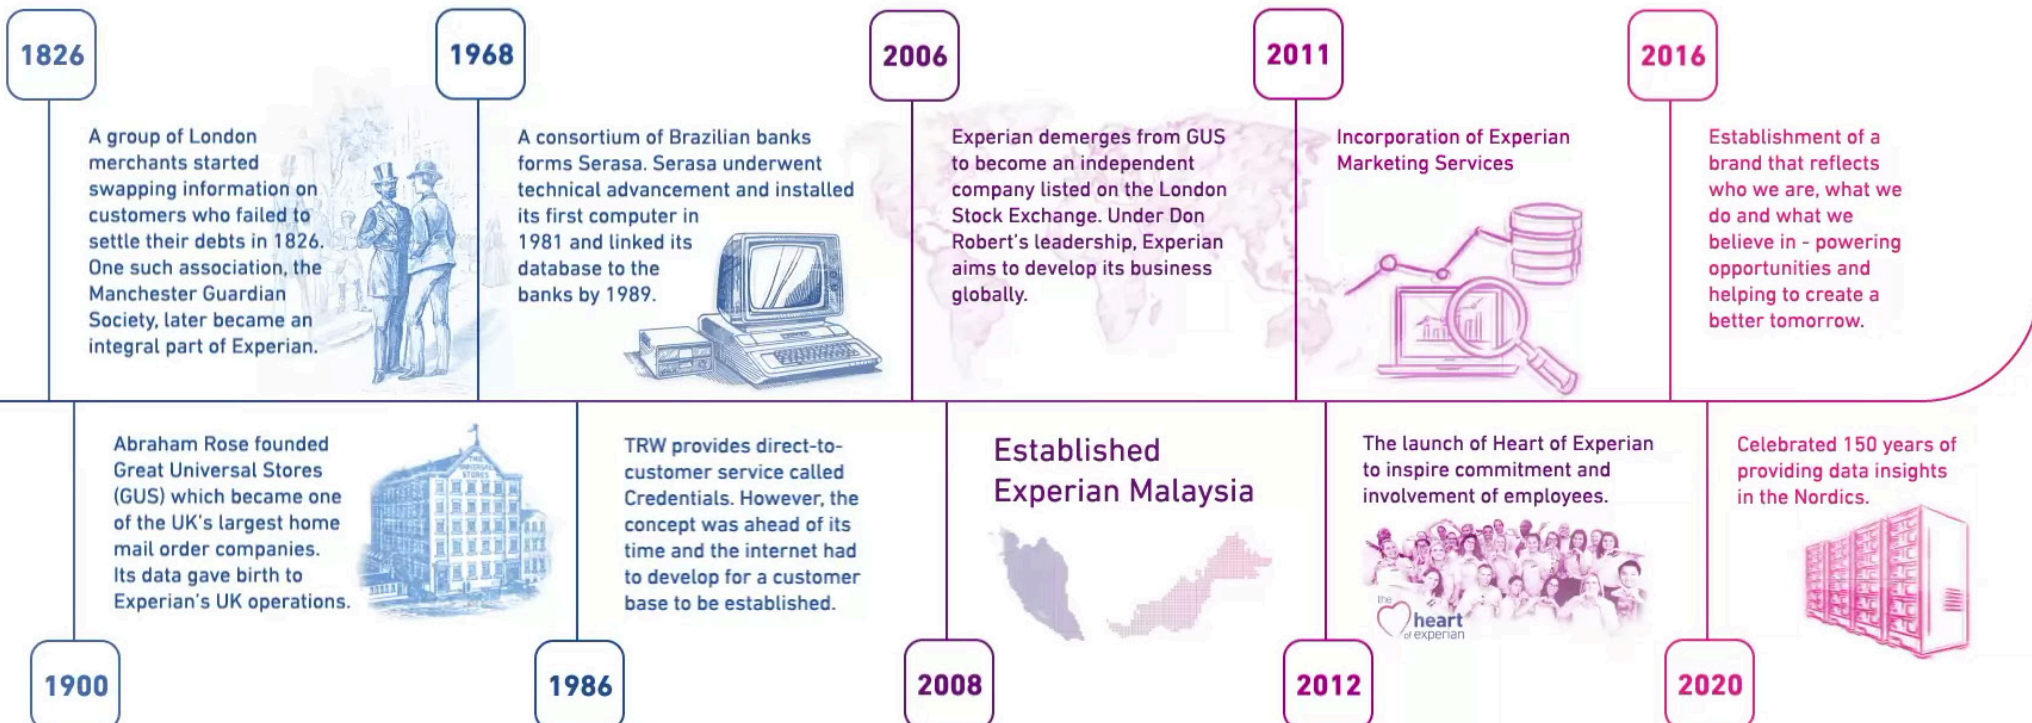 1826
A group of London
merchants started
swapping information on
customers who failed to
settle their debts in 1826.
One such association, the
Manchester Guardian
Society, later became an
integral part of Experian.
1968
A consortium of Brazilian banks
forms Serasa. Serasa underwent
technical advancement and installed
its first computer in
1981 and linked its
database to the
banks by 1989.
2006
Experian demerges from GUS
to become an independent
company listed on the London
Stock Exchange. Under Don
Robert's leadership, Experian
aims to develop its business
globally.
2011
Incorporation of Experian
Marketing Services
2016
Establishment of a
brand that reflects
who we are, what we
do and what we
believe in - powering
opportunities and
helping to create a
better tomorrow.
Abraham Rose founded
Great Universal Stores
(GUS) which became one
of the UK's largest home
mail order companies.
Its data gave birth to
Experian's UK operations.
THE
UNIVERSAL
STORES
1900
TRW provides direct-to-
customer service called
Credentials. However, the
concept was ahead of its
time and the internet had
to develop for a customer
base to be established.
1986
Established
Experian Malaysia
2008
The launch of Heart of Experian
to inspire commitment and
involvement of employees.
the
heart
of experian
2012
Celebrated 150 years of
providing data insights
in the Nordics.
2020